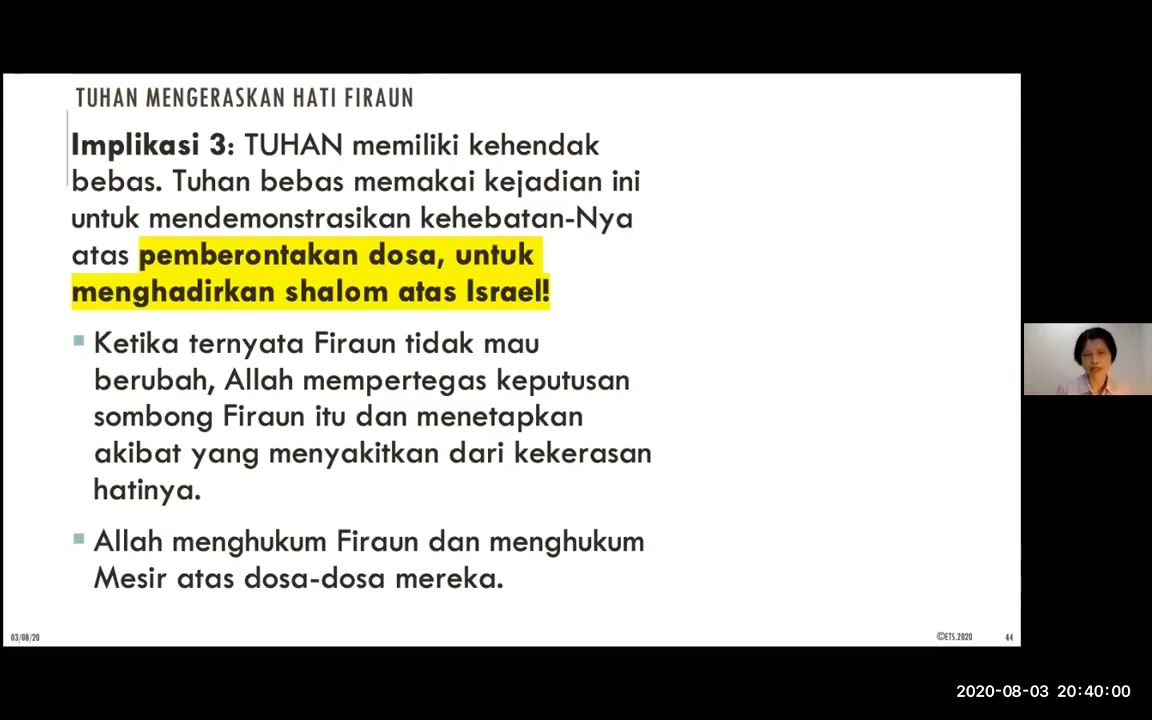 TUHAN MENGERASKAN HATI FIRAUN
Implikasi 3: TUHAN memiliki kehendak
bebas. Tuhan bebas memakai kejadian ini
untuk mendemonstrasikan kehebatan-Nya
atas pemberontakan dosa, untuk
menghadirkan shalom atas Israel!
▪ Ketika ternyata Firaun tidak mau
berubah, Allah mempertegas keputusan
sombong Firaun itu dan menetapkan
akibat yang menyakitkan dari kekerasan
hatinya.
▪ Allah menghukum Firaun dan menghukum
Mesir atas dosa-dosa mereka.
03/08/20
©ETS.2020
44
2020-08-03 20:40:00